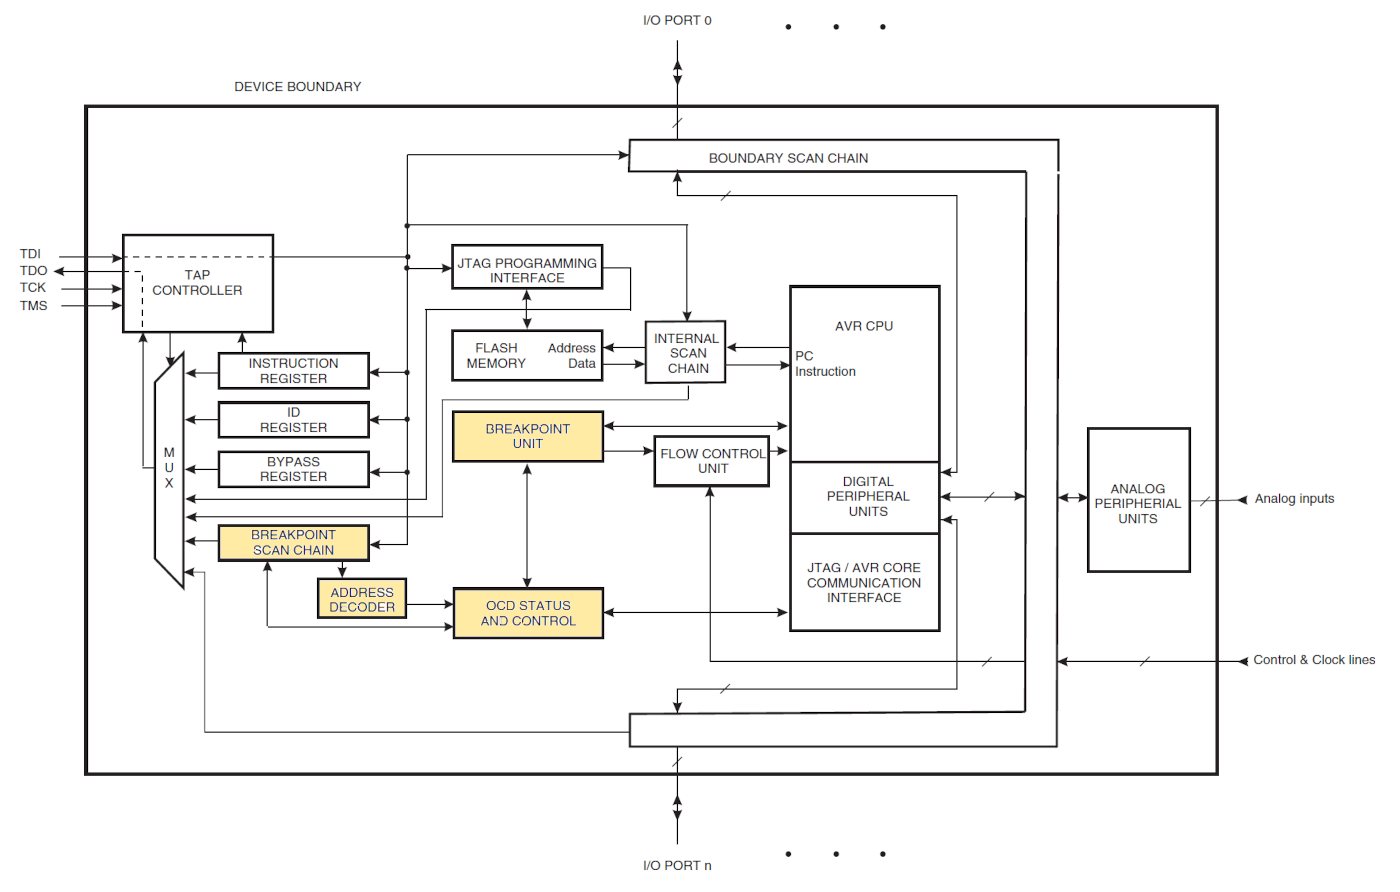 I/O PORT 0
DEVICE BOUNDARY
BOUNDARY SCAN CHAIN
TDI
TDO
TCK
TMS
TAP
CONTROLLER
JTAG PROGRAMMING
INTERFACE
AVR CPU
FLASH
MEMORY
Address
Data
INTERNAL
SCAN
CHAIN
PC
Instruction
INSTRUCTION
REGISTER
ID
REGISTER
M
U
X
BYPASS
REGISTER
BREAKPOINT
UNIT
FLOW CONTROL
UNIT
DIGITAL
PERIPHERAL
UNITS
ANALOG
PERIPHERIAL
UNITS
Analog inputs
BREAKPOINT
SCAN CHAIN
ADDRESS
DECODER
OCD STATUS
AND CONTROL
JTAG / AVR CORE
COMMUNICATION
INTERFACE
Control & Clock lines
I/O PORT n